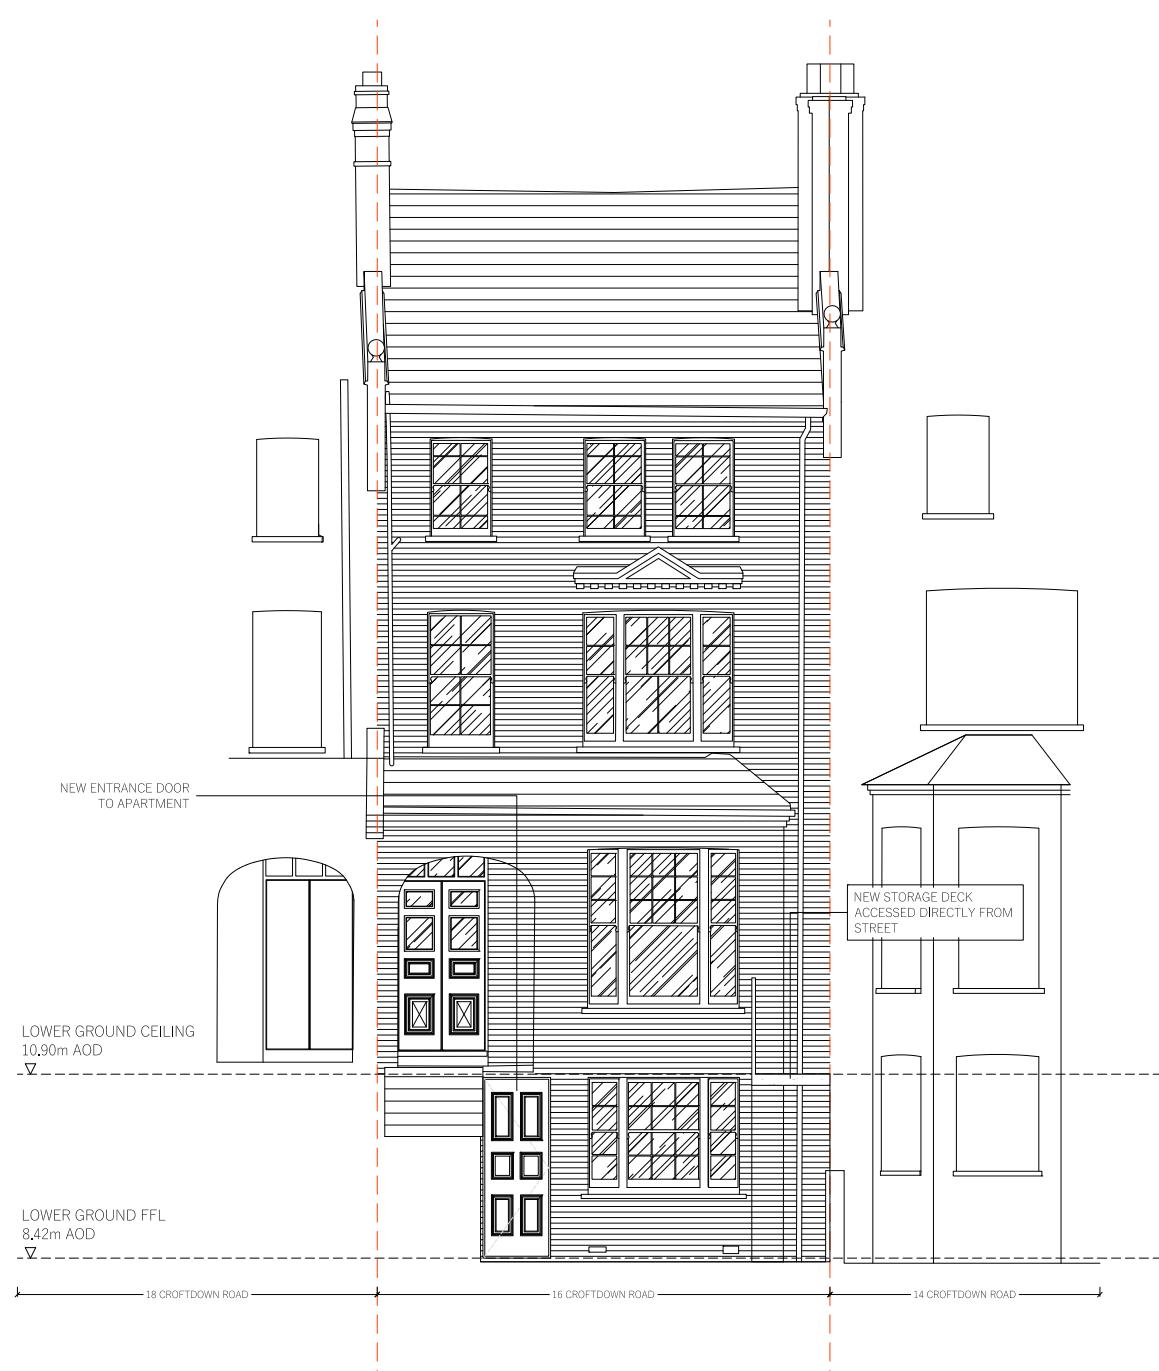 NEW ENTRANCE DOOR
TO APARTMENT
NEW STORAGE DECK
ACCESSED DIRECTLY FROM
STREET
LOWER GROUND CEILING
10.90m AOD
LOWER GROUND FFL
8.42m AOD
18 CROFTDOWN ROAD
16 CROFTDOWN ROAD
14 CROFTDOWN ROAD